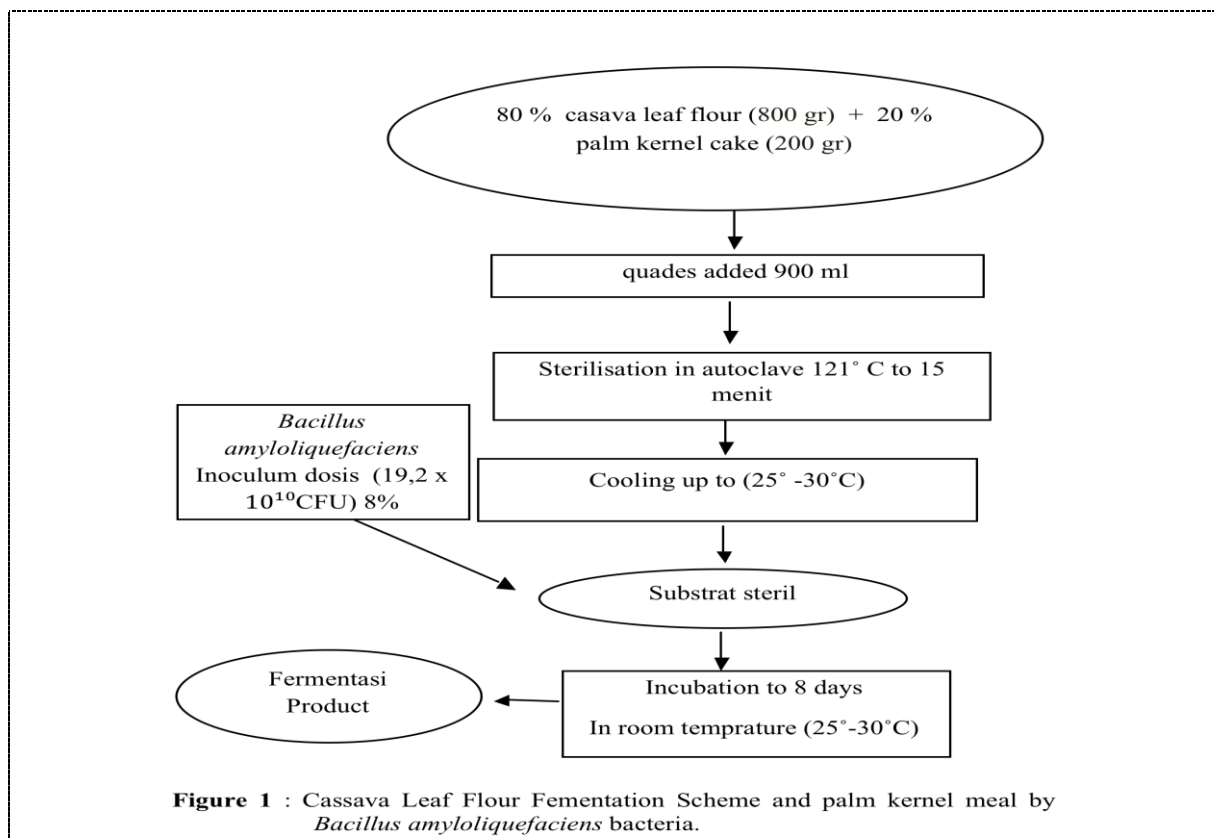 80 % casava leaf flour (800 gr) + 20 %
palm kernel cake (200 gr)
quades added 900 ml
Sterilisation in autoclave 121˚ C to 15
menit
Bacillus
amyloliquefaciens
Inoculum dosis (19,2 x
10¹⁰CFU) 8%
Cooling up to (25˚ -30˚C)
Substrat steril
Incubation to 8 days
In room temprature (25˚-30˚C)
Fermentasi
Product
Figure 1 : Cassava Leaf Flour Fementation Scheme and palm kernel meal by
Bacillus amyloliquefaciens bacteria.